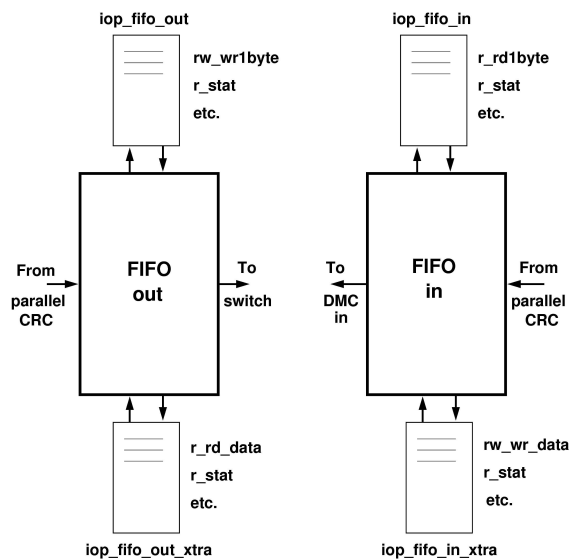 iop_fifo_out
rw_wr1byte
r_stat
etc.
From
parallel
CRC
FIFO
out
To
switch
r_rd_data
r_stat
etc.
iop_fifo_out_xtra
iop_fifo_in
r_rd1byte
r_stat
etc.
To
DMC
in
FIFO
in
From
parallel
CRC
rw_wr_data
r_stat
etc.
iop_fifo_in_xtra